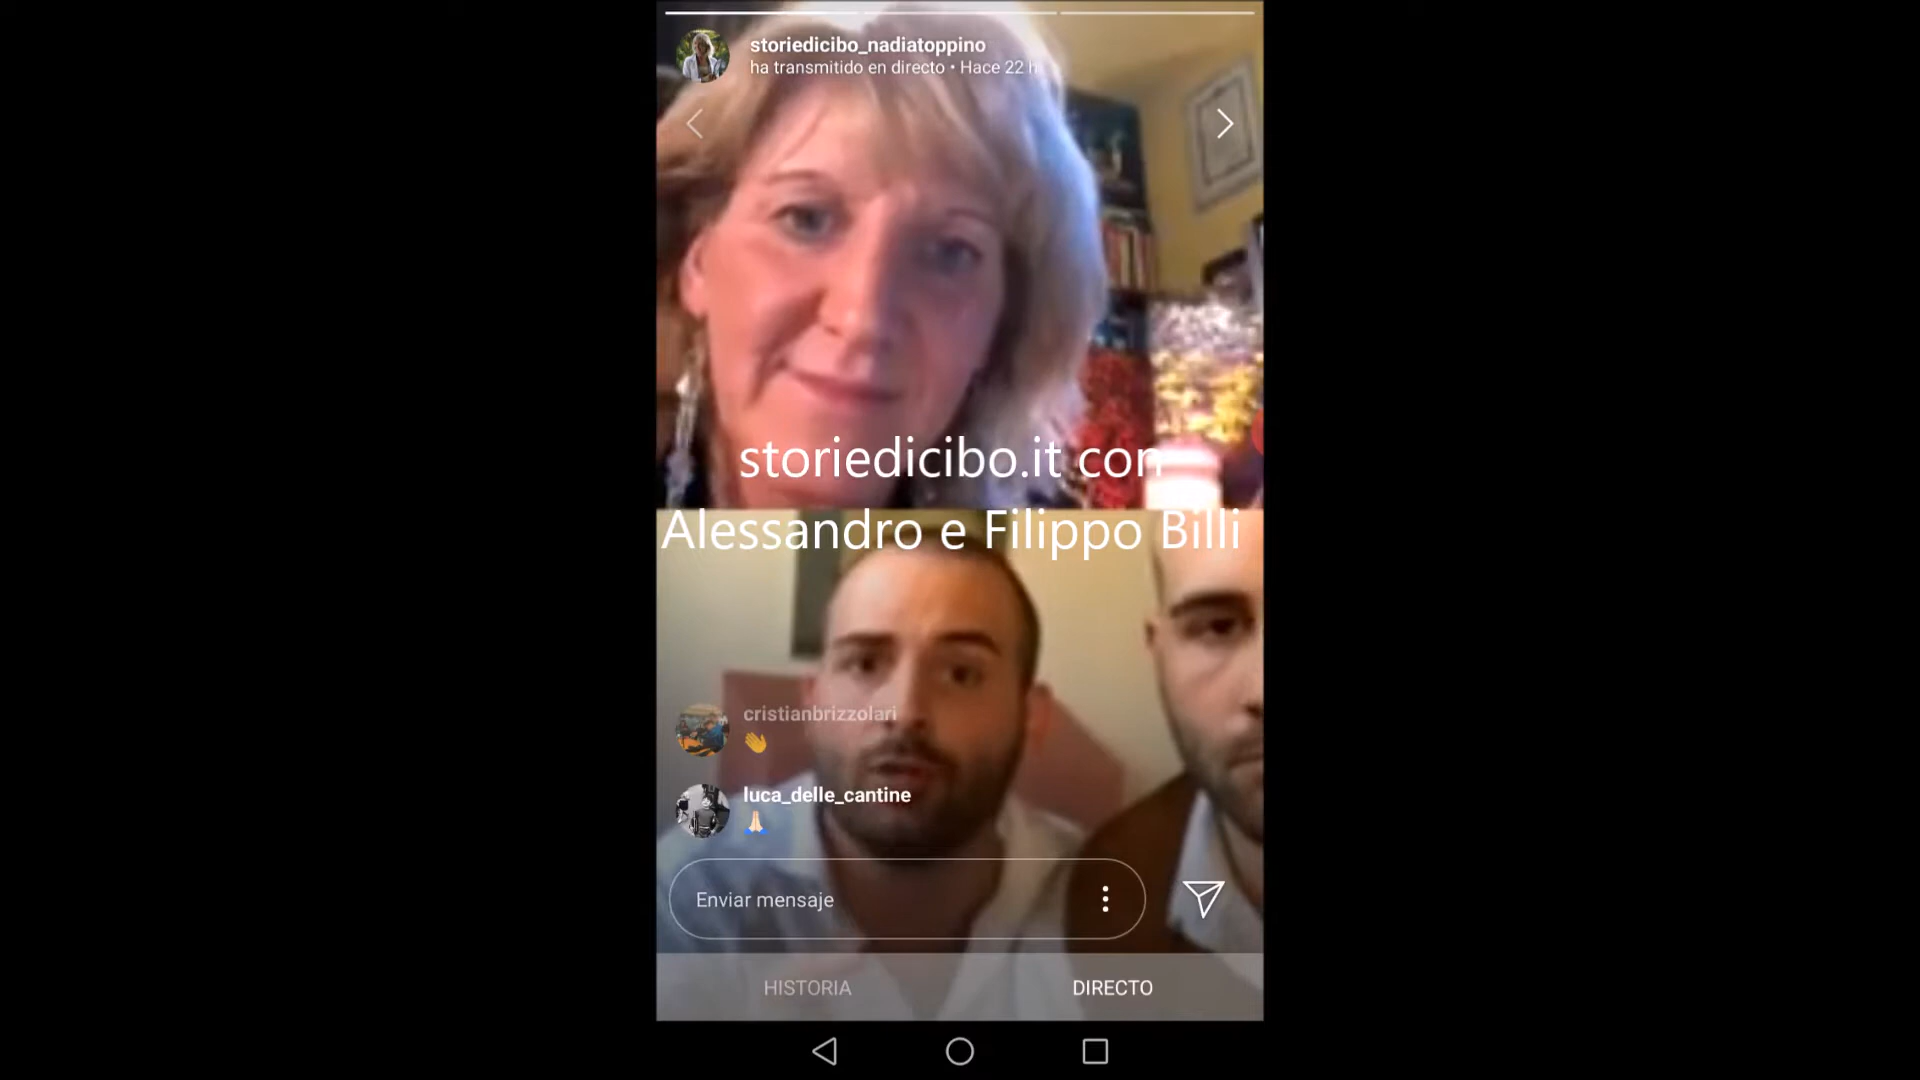 storiedicibo_nadiatoppino
ha transmitido en directo • Hace 22 h
storiedicibo.it con
Alessandro e Filippo Billi
cristianbrizzolari
👋
luca_delle_cantine
🙏🏻
Enviar mensaje
HISTORIA
DIRECTO